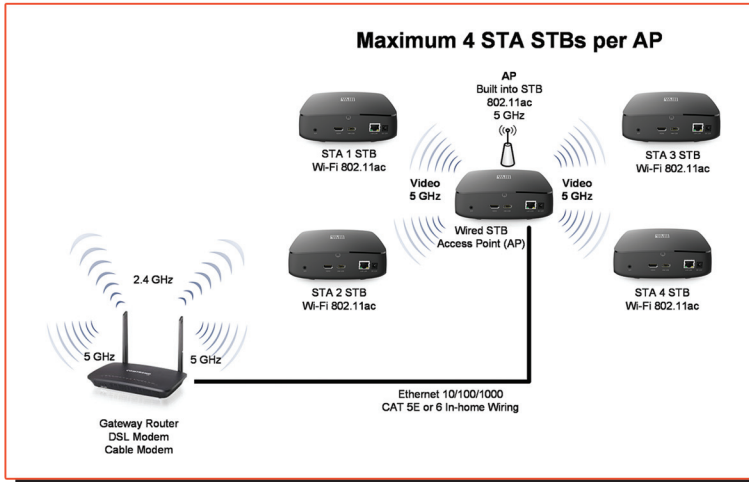 Maximum 4 STA STBs per AP
AP
Built into STB
802.11ac
5 GHz
STA 1 STB
Wi-Fi 802.11ac
STA 3 STB
Wi-Fi 802.11ac
Video
5 GHz
Video
5 GHz
Wired STB
Access Point (AP)
STA 2 STB
Wi-Fi 802.11ac
STA 4 STB
Wi-Fi 802.11ac
2.4 GHz
5 GHz
5 GHz
Ethernet 10/100/1000
CAT 5E or 6 In-home Wiring
Gateway Router
DSL Modem
Cable Modem